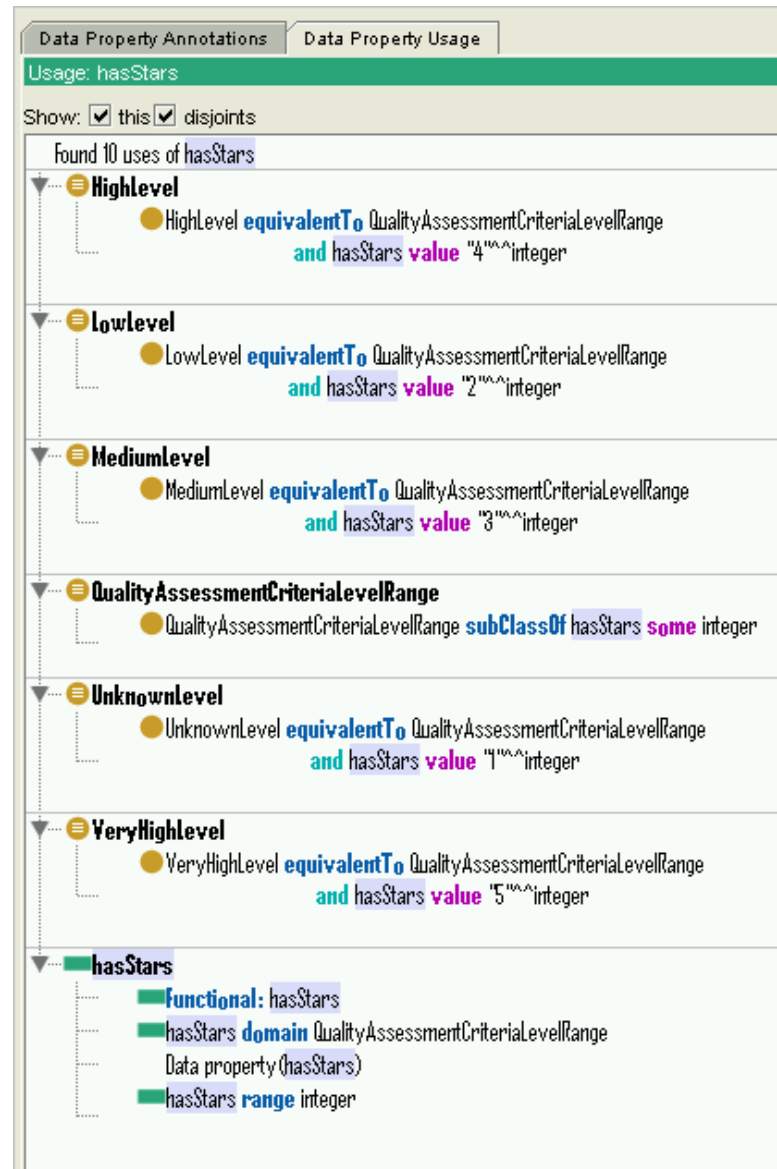 Data Property Annotations Data Property Usage
Usage: hasStars
Show: this disjoints
Found 10 uses of hasStars
HighLevel
HighLevel equivalentTo QualityAssessmentCriteriaLevelRange
and hasStars value "4"^^integer
LowLevel
LowLevel equivalentTo QualityAssessmentCriteriaLevelRange
and hasStars value "2"^^integer
MediumLevel
MediumLevel equivalentTo QualityAssessmentCriteriaLevelRange
and hasStars value "3"^^integer
QualityAssessmentCriteriaLevelRange
QualityAssessmentCriteriaLevelRange subClassOf hasStars some integer
UnknownLevel
UnknownLevel equivalentTo QualityAssessmentCriteriaLevelRange
and hasStars value "1"^^integer
VeryHighLevel
VeryHighLevel equivalentTo QualityAssessmentCriteriaLevelRange
and hasStars value "5"^^integer
hasStars
Functional: hasStars
hasStars domain QualityAssessmentCriteriaLevelRange
Data property(hasStars)
hasStars range integer